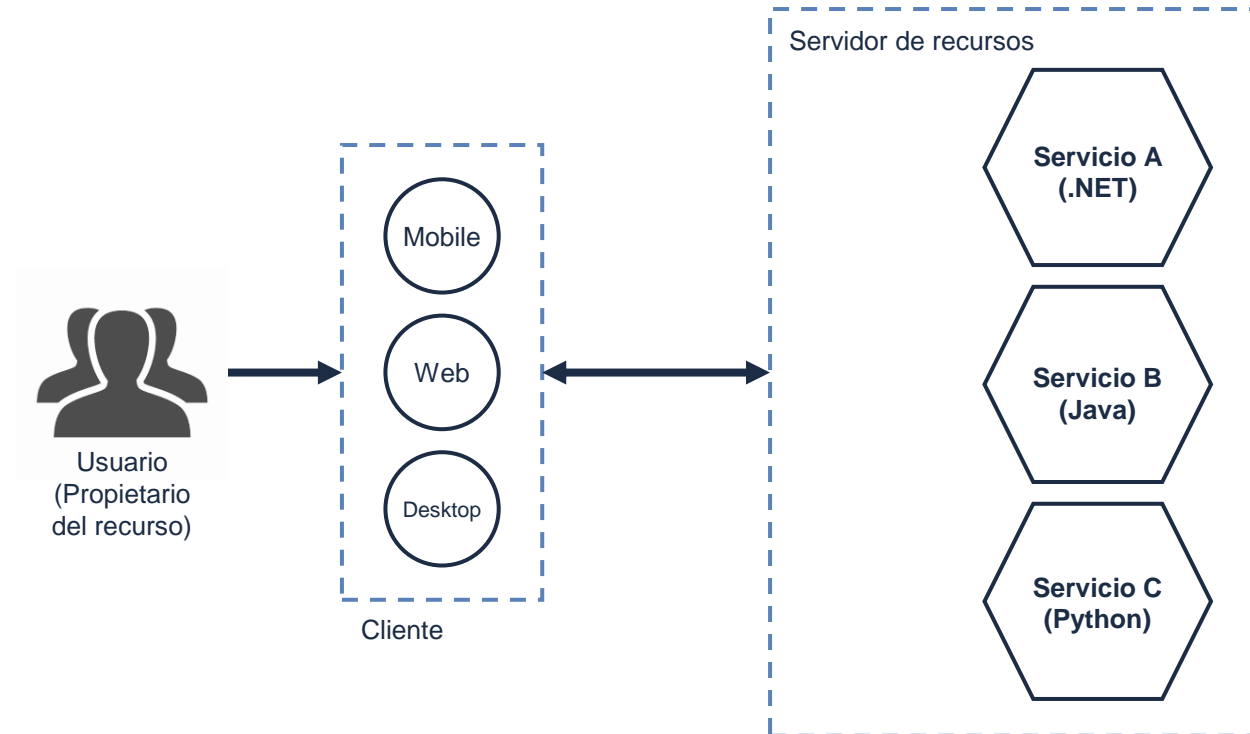 Servidor de recursos
Servicio A
(.NET)
Mobile
Web
Servicio B
(Java)
Usuario
(Propietario
del recurso)
Desktop
Servicio C
(Python)
Cliente